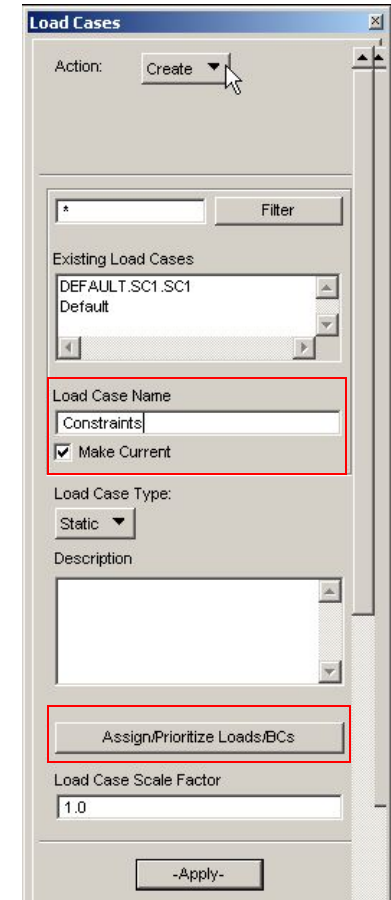 Load Cases
Action: Create
* Filter
Existing Load Cases
DEFAULT.SC1.SC1
Default
Load Case Name
Constraints
Make Current
Load Case Type:
Static
Description
Assign/Prioritize Loads/BCs
Load Case Scale Factor
1.0
-Apply-